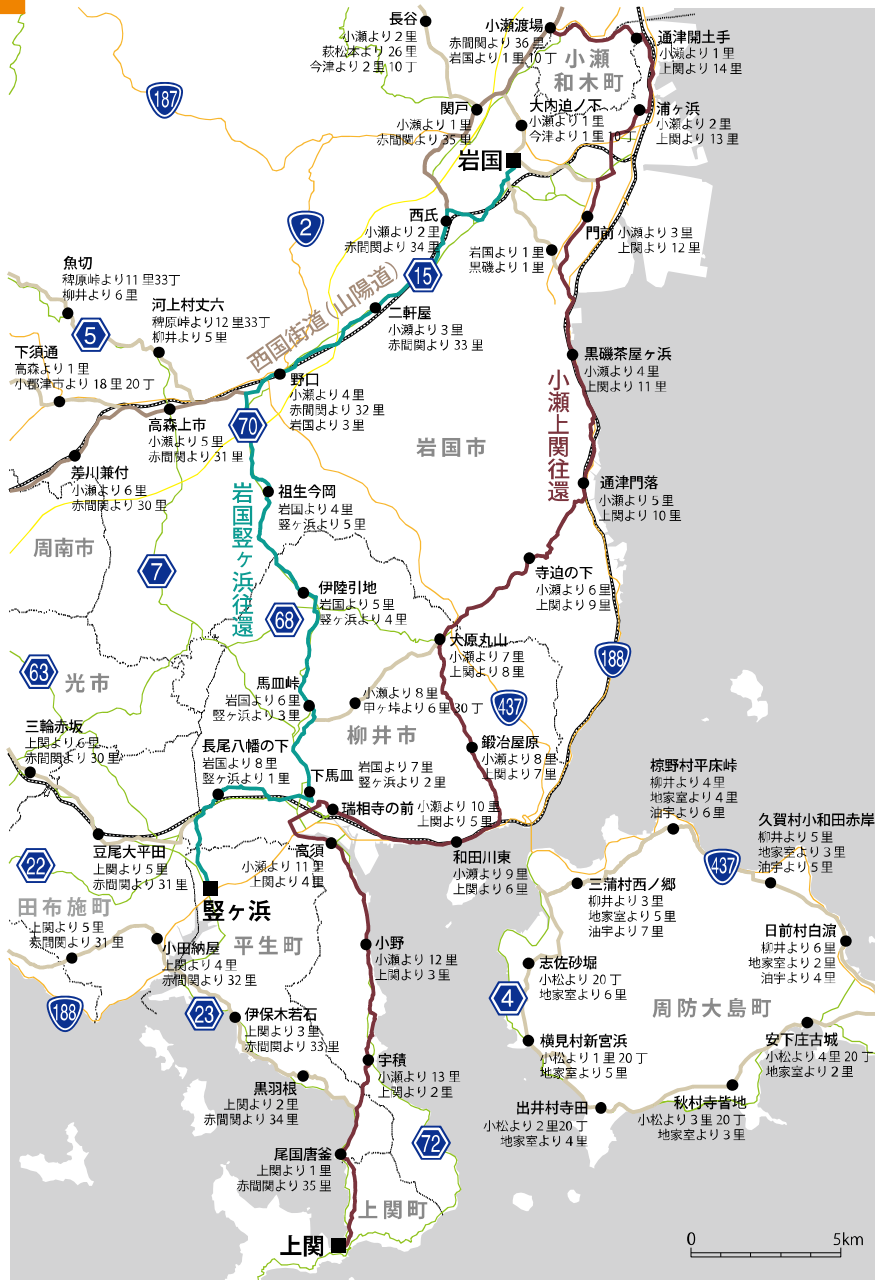 長谷
小瀬より2里
萩松本より26里
今津より2里10丁
小瀬渡場
赤間関より36里
岩国より1里10丁
小瀬
和木町
通津開土手
小瀬より1里
上関より14里
187
関戸
小瀬より1里
赤間関より35里
大内迫ノ下
小瀬より1里
今津より1里10丁
浦ヶ浜
小瀬より2里
上関より13里
岩国
2
西氏
小瀬より2里
赤間関より34里
門前
小瀬より3里
上関より12里
岩国より1里
黒磯より1里
15
西国街道(山陽道)
魚切
稗原峠より11里33丁
柳井より6里
5
河上村丈六
稗原峠より12里33丁
柳井より5里
二軒屋
小瀬より3里
赤間関より33里
下須通
高森より1里
小郡津市より18里20丁
野口
小瀬より4里
赤間関より32里
岩国より3里
黒磯茶屋ヶ浜
小瀬より4里
上関より11里
高森上市
小瀬より5里
赤間関より31里
70
岩国市
小瀬上関往還
差川兼付
小瀬より6里
赤間関より30里
祖生今岡
岩国より4里
竪ヶ浜より5里
岩国竪ヶ浜往還
通津門落
小瀬より5里
上関より10里
周南市
7
寺迫の下
小瀬より6里
上関より9里
伊陸引地
岩国より5里
竪ヶ浜より4里
68
犬原丸山
小瀬より7里
上関より8里
188
63
光市
馬皿峠
岩国より6里
竪ヶ浜より3里
小瀬より8里
甲ヶ峠より6里30丁
437
柳井市
三輪赤坂
上関より6里
赤間関より30里
長尾八幡の下
岩国より8里
竪ヶ浜より1里
下馬皿
岩国より7里
竪ヶ浜より2里
鍛冶屋原
小瀬より8里
上関より7里
瑞相寺の前
小瀬より10里
上関より5里
椋野村平床峠
柳井より4里
地家室より4里
油宇より6里
豆尾大平田
上関より5里
赤間関より31里
22
高須
小瀬より11里
上関より4里
和田川東
小瀬より9里
上関より6里
437
久賀村小和田赤岸
柳井より5里
地家室より3里
油宇より5里
竪ヶ浜
三蒲村西ノ郷
柳井より3里
地家室より5里
油宇より7里
田布施町
上関より5里
赤間関より31里
平生町
小田納屋
上関より4里
赤間関より32里
小野
小瀬より12里
上関より3里
日前村白濵
柳井より6里
地家室より2里
油宇より4里
志佐砂堀
小松より20丁
地家室より6里
4
周防大島町
188
23
伊保木若石
上関より3里
赤間関より33里
横見村新宮浜
小松より1里20丁
地家室より5里
安下庄古城
小松より4里20丁
地家室より2里
黒羽根
上関より2里
赤間関より34里
宇積
小瀬より13里
上関より2里
出井村寺田
小松より2里20丁
地家室より4里
秋村寺皆地
小松より3里20丁
地家室より3里
72
尾国唐釜
上関より1里
赤間関より35里
上関町
上関
0
5km